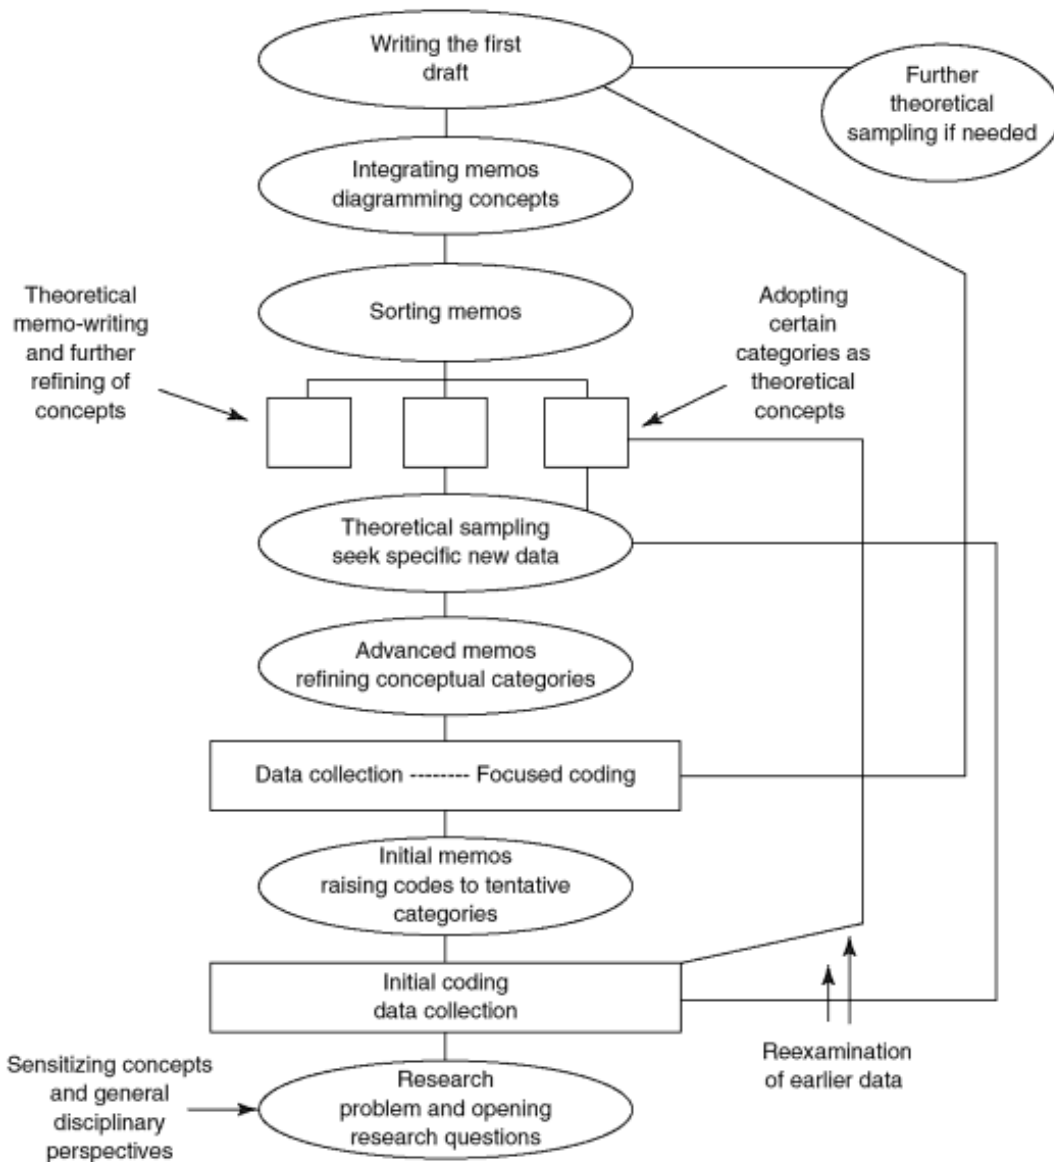 Writing the first
draft
Further
theoretical
sampling if needed
Integrating memos
diagramming concepts
Theoretical
memo-writing
and further
refining of
concepts
Sorting memos
Adopting
certain
categories as
theoretical
concepts
Theoretical sampling
seek specific new data
Advanced memos
refining conceptual categories
Data collection -------- Focused coding
Initial memos
raising codes to tentative
categories
Initial coding
data collection
Reexamination
of earlier data
Sensitizing concepts
and general
disciplinary
perspectives
Research
problem and opening
research questions